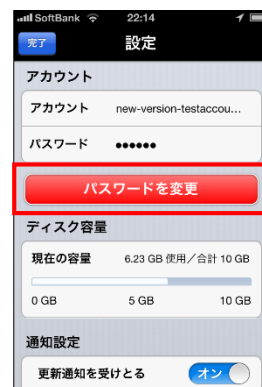 SoftBank 22:14
完了 設定
アカウント
アカウント new-version-testaccou...
パスワード ●●●●●●
パスワードを変更
ディスク容量
現在の容量 6.23 GB 使用／合計 10 GB
0 GB 5 GB 10 GB
通知設定
更新通知を受けとる オン